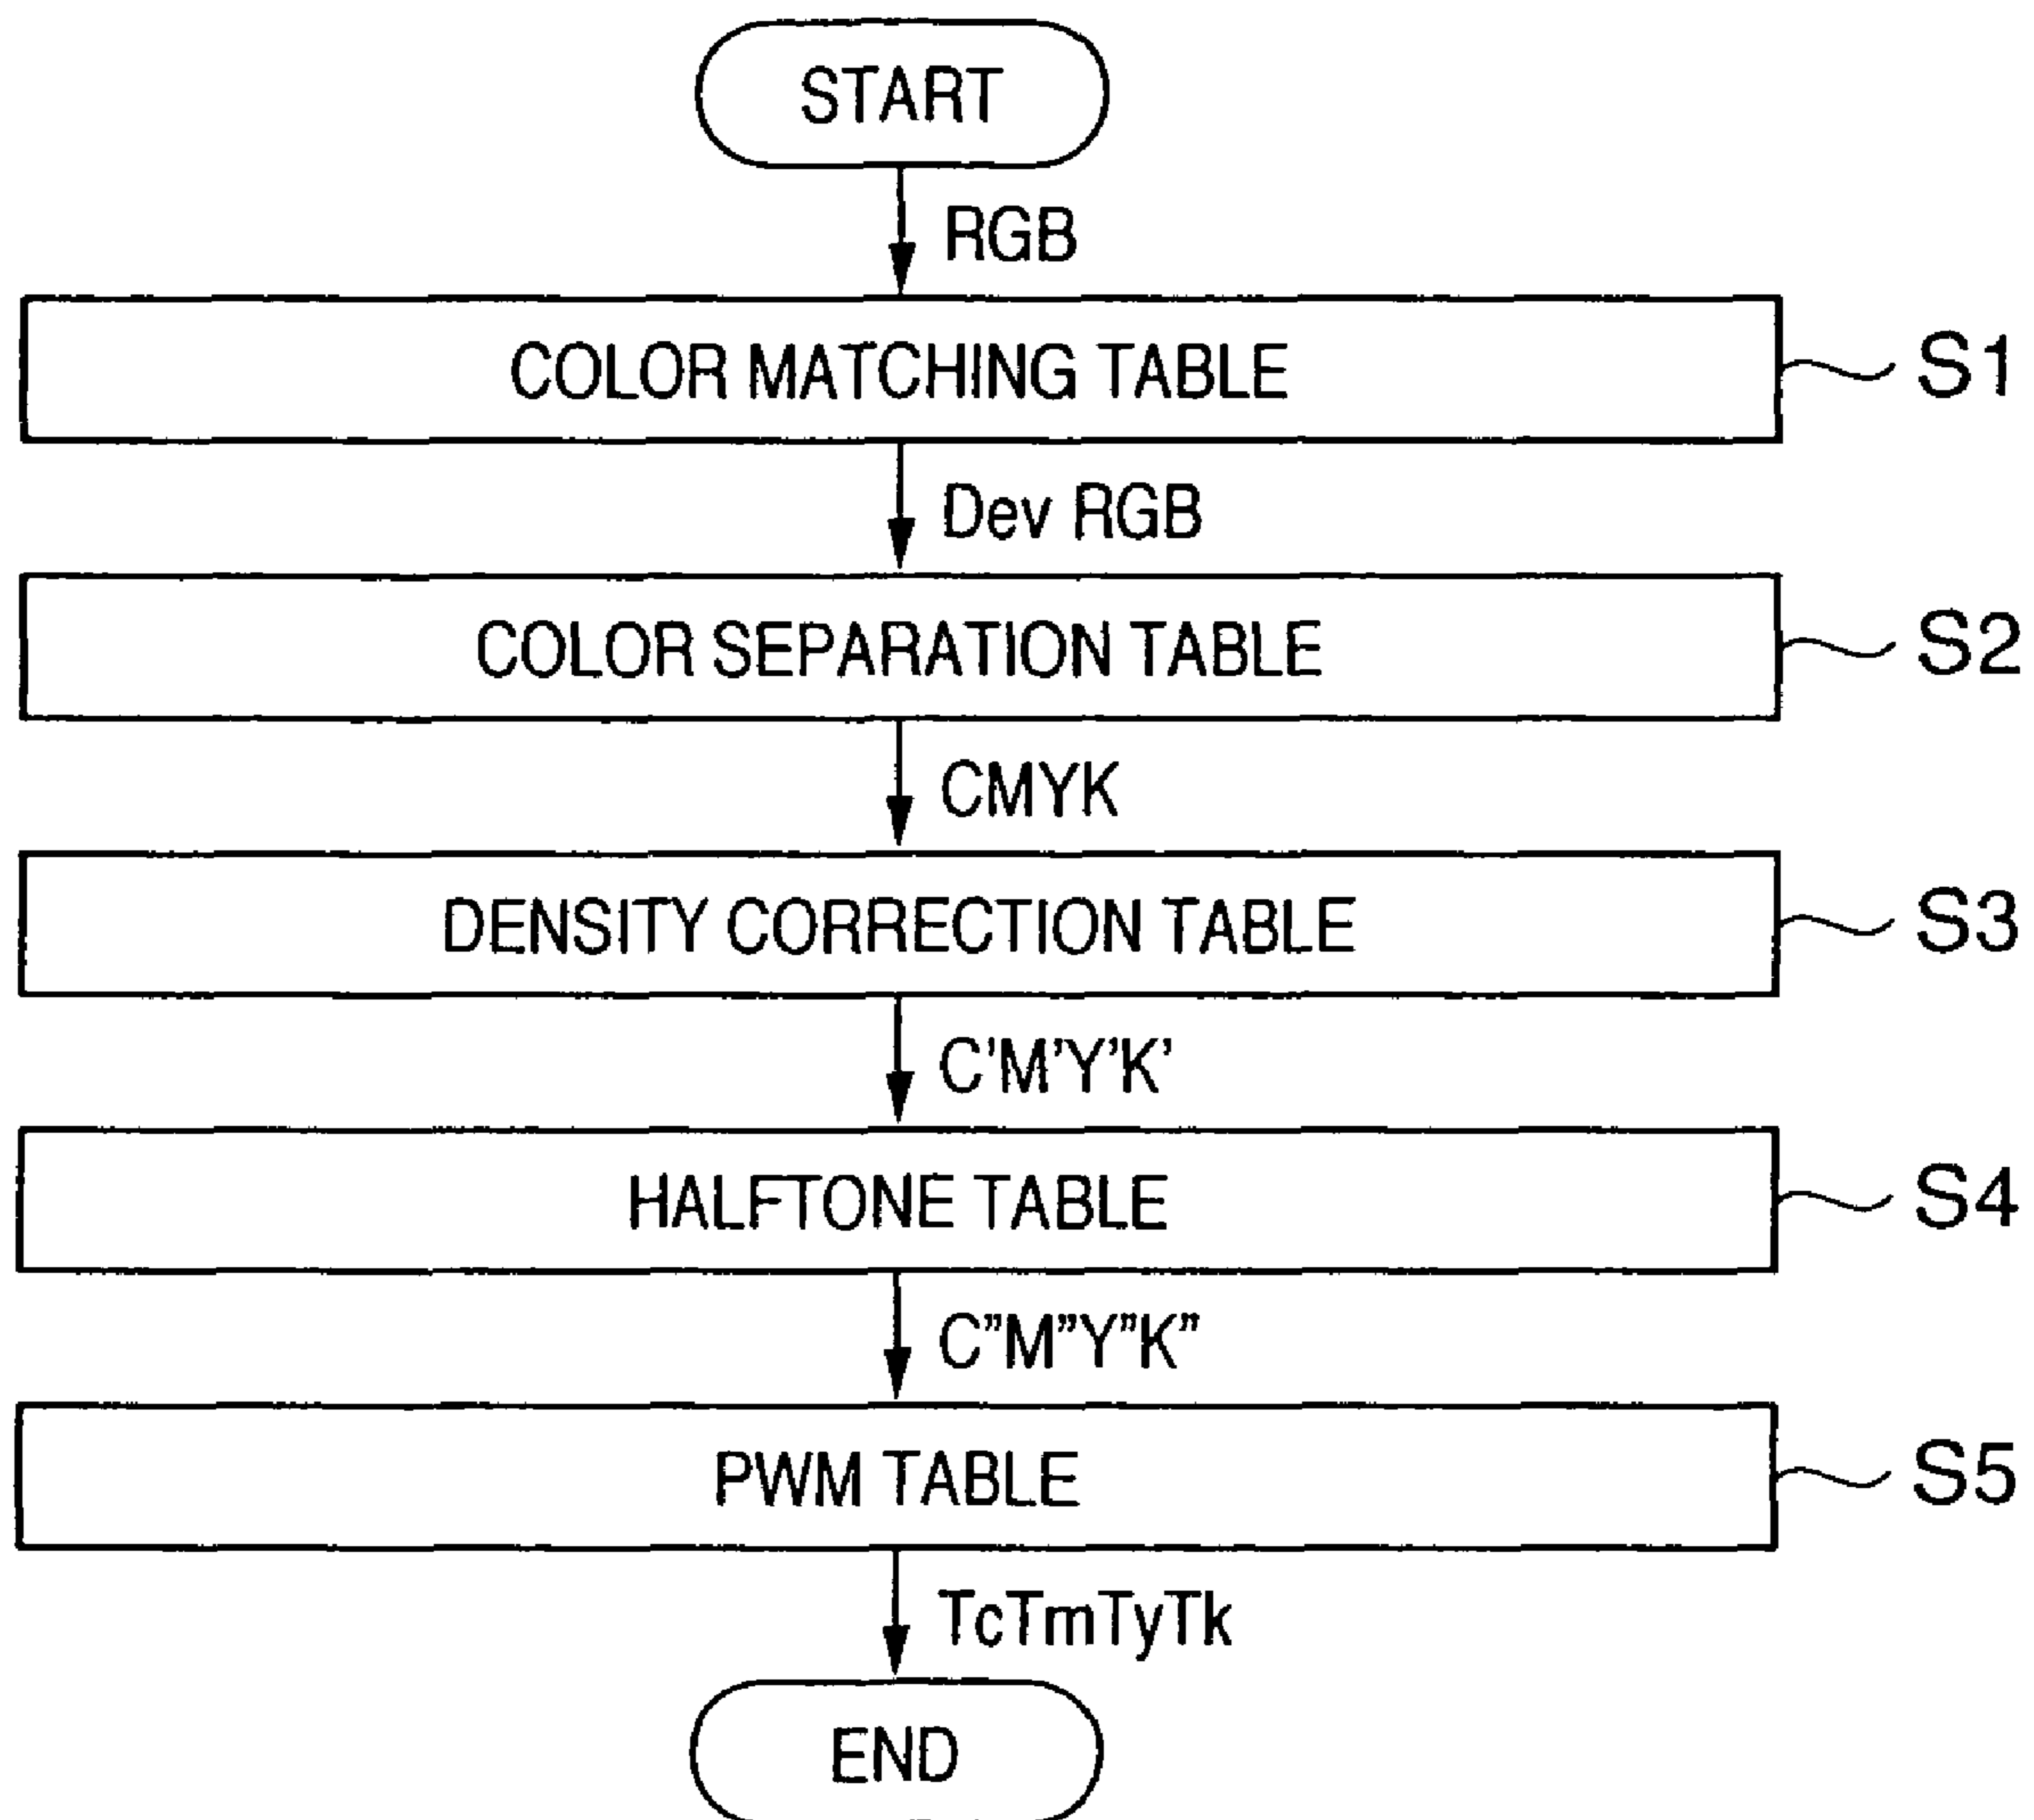 START
RGB
COLOR MATCHING TABLE S1
Dev RGB
COLOR SEPARATION TABLE S2
CMYK
DENSITY CORRECTION TABLE S3
C'M'Y'K'
HALFTONE TABLE S4
C”M”Y”K”
PWM TABLE S5
TcTmTyTk
END